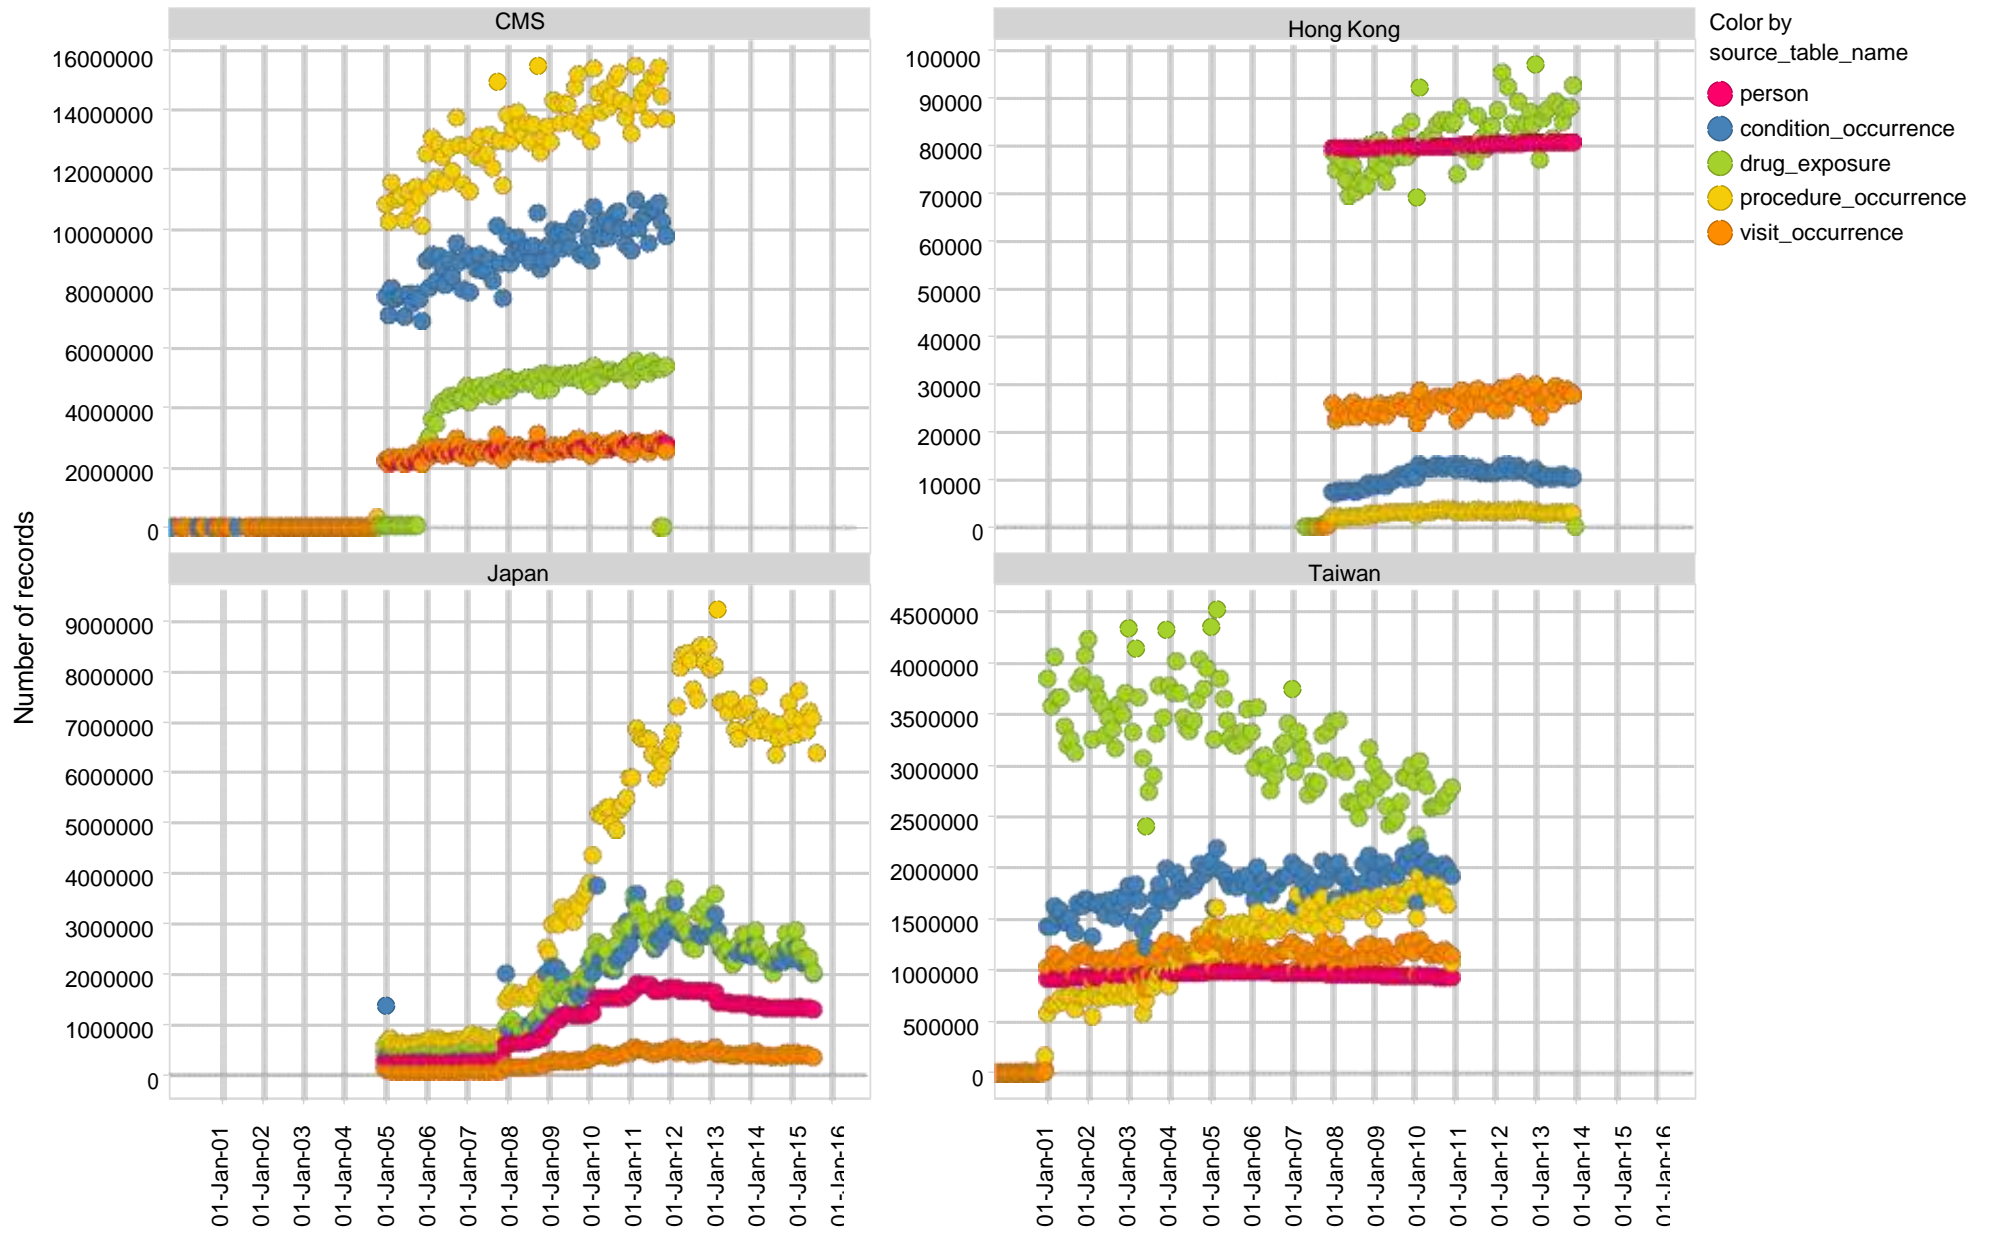 CMS
Hong Kong
Color by
source_table_name
person
condition_occurrence
drug_exposure
procedure_occurrence
visit_occurrence
Number of records
16000000
14000000
12000000
10000000
8000000
6000000
4000000
2000000
0
100000
90000
80000
70000
60000
50000
40000
30000
20000
10000
0
Japan
Taiwan
9000000
8000000
7000000
6000000
5000000
4000000
3000000
2000000
1000000
0
4500000
4000000
3500000
3000000
2500000
2000000
1500000
1000000
500000
0
01-Jan-01
01-Jan-02
01-Jan-03
01-Jan-04
01-Jan-05
01-Jan-06
01-Jan-07
01-Jan-08
01-Jan-09
01-Jan-10
01-Jan-11
01-Jan-12
01-Jan-13
01-Jan-14
01-Jan-15
01-Jan-16
01-Jan-01
01-Jan-02
01-Jan-03
01-Jan-04
01-Jan-05
01-Jan-06
01-Jan-07
01-Jan-08
01-Jan-09
01-Jan-10
01-Jan-11
01-Jan-12
01-Jan-13
01-Jan-14
01-Jan-15
01-Jan-16